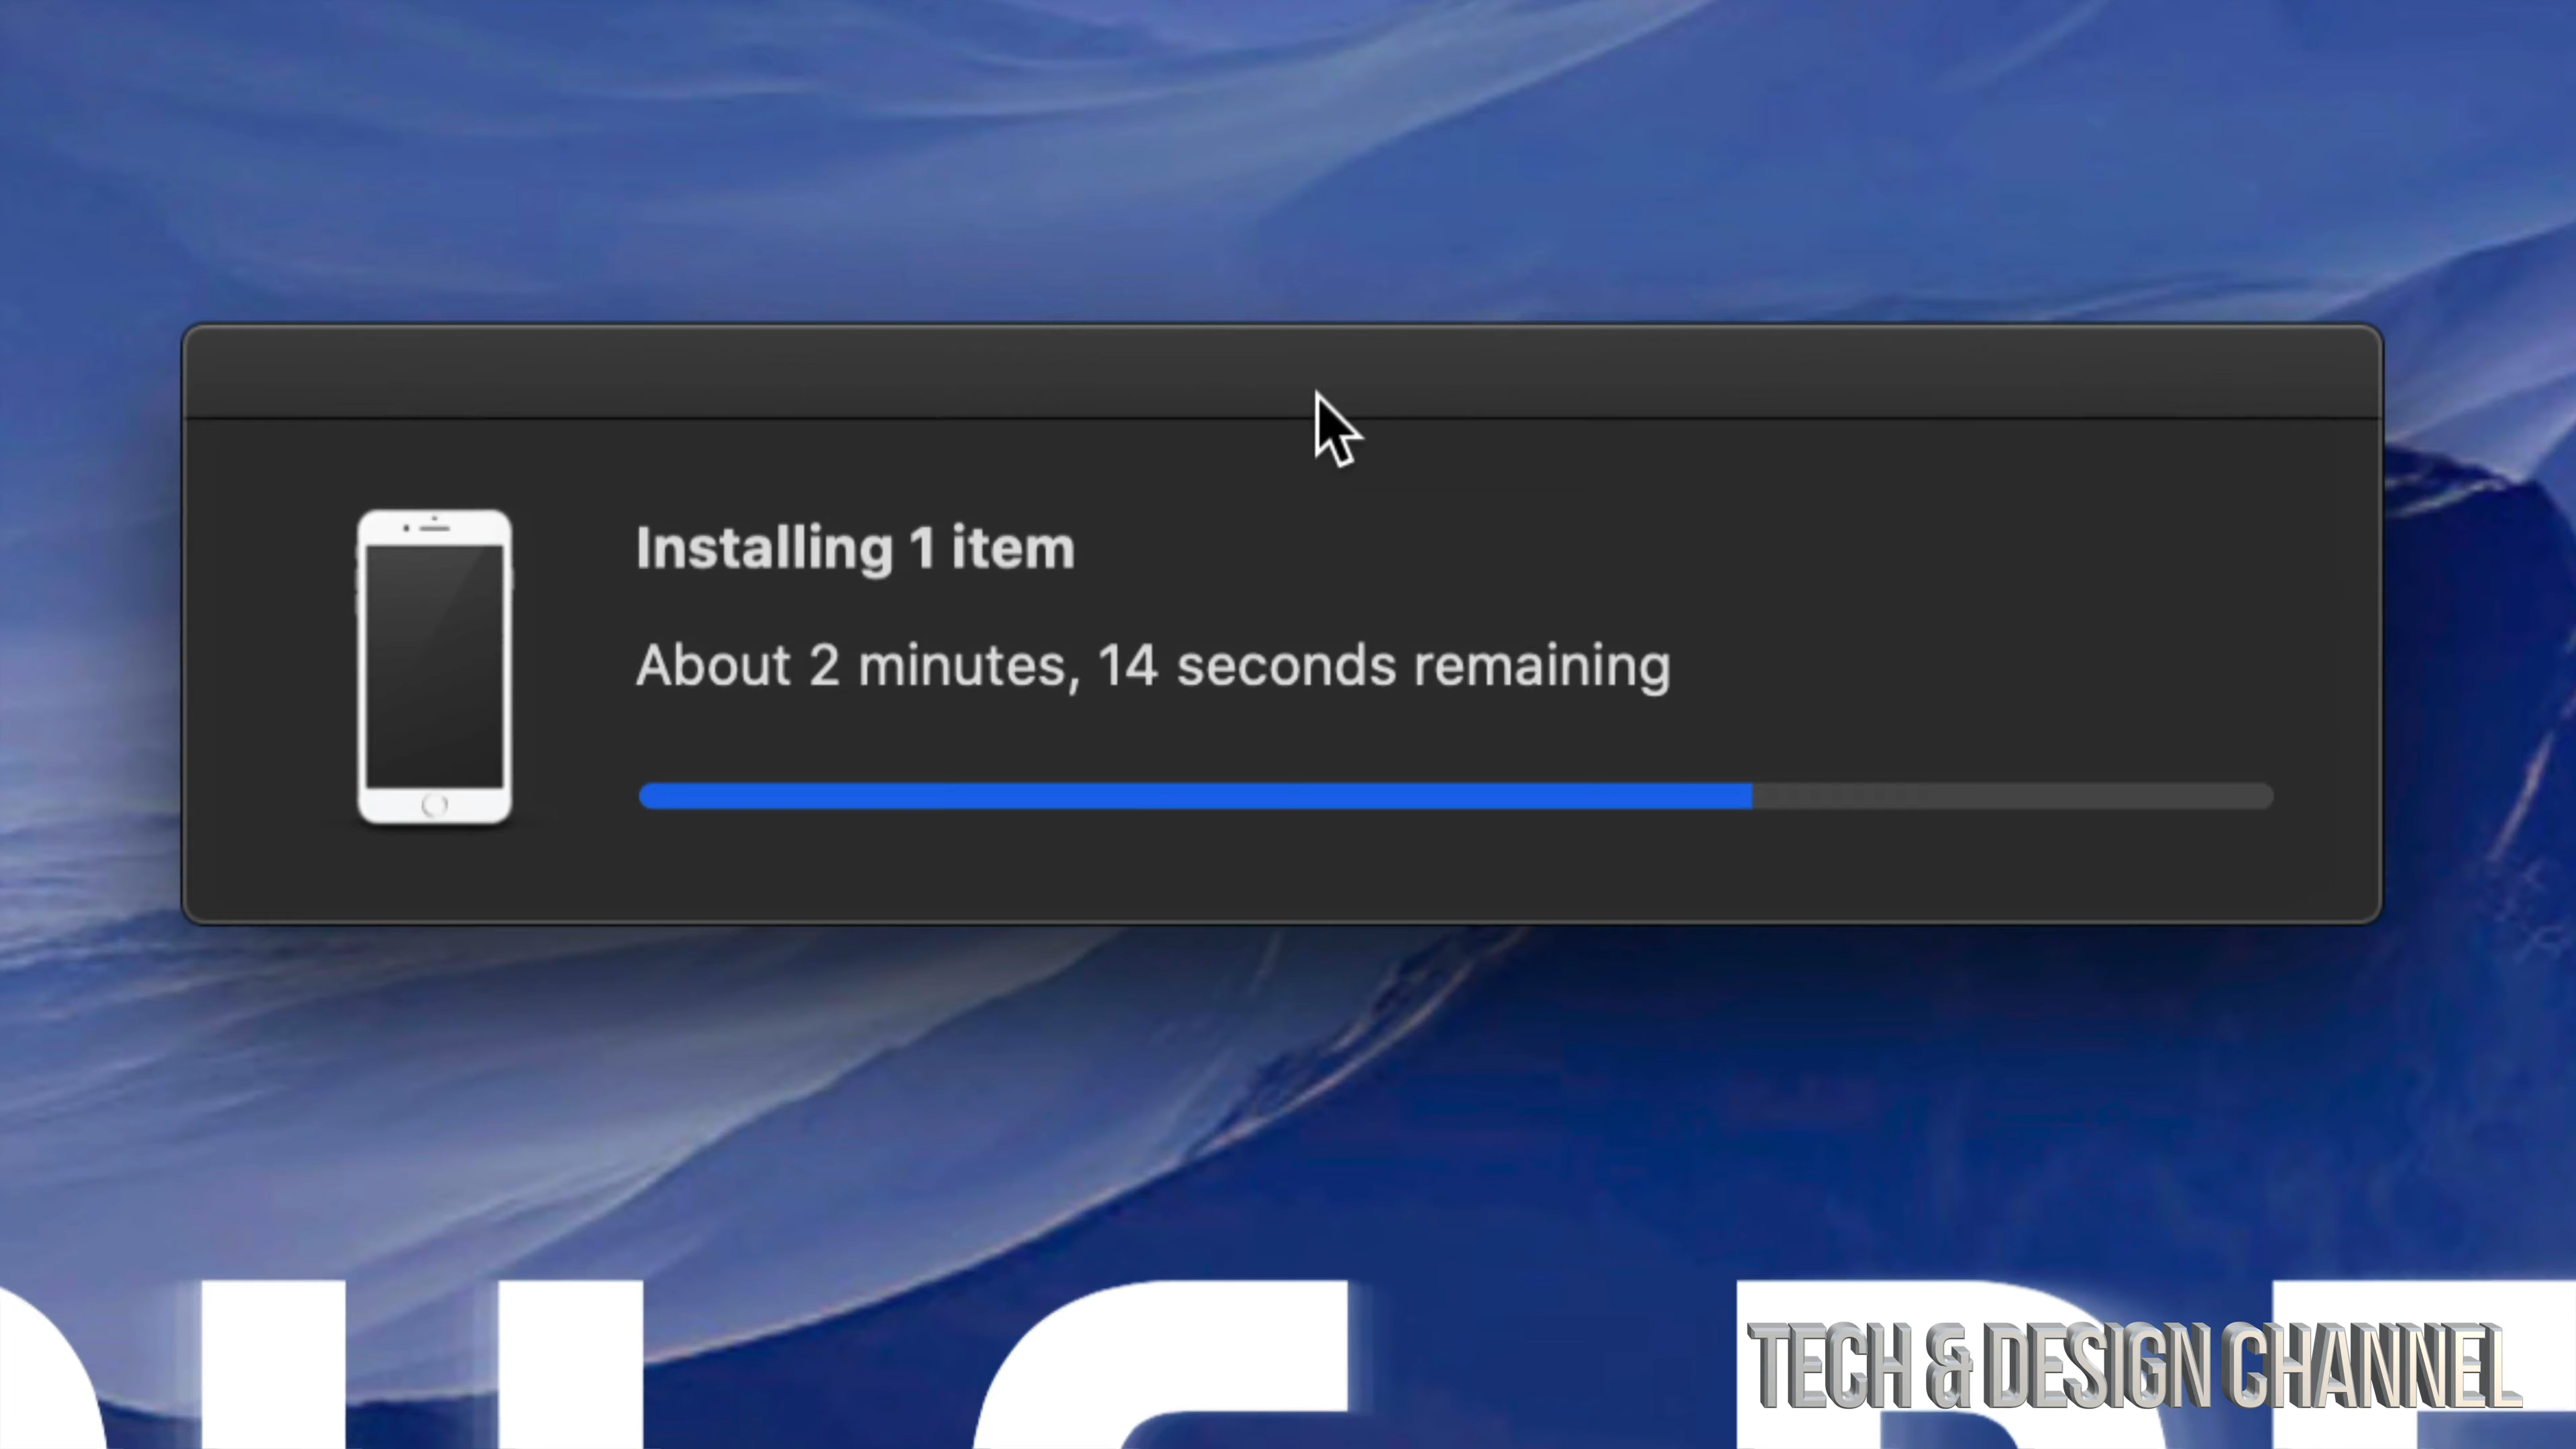 Installing 1 item
About 2 minutes, 14 seconds remaining
TECH & DESIGN CHANNEL